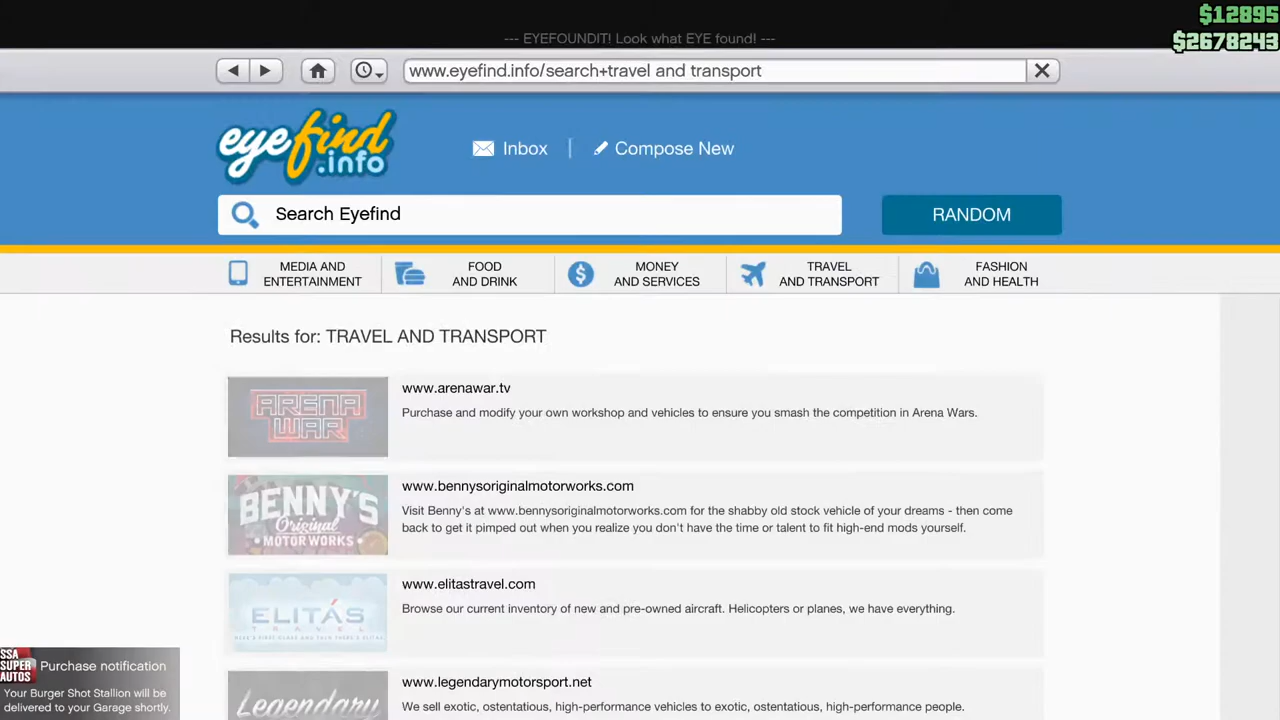 $12895
--- EYEFOUNDIT! Look what EYE found! ---
$2678243
www.eyefind.info/search+travel and transport
eyefind
.info
Inbox
Compose New
Search Eyefind
RANDOM
MEDIA AND
ENTERTAINMENT
FOOD
AND DRINK
MONEY
AND SERVICES
TRAVEL
AND TRANSPORT
FASHION
AND HEALTH
Results for: TRAVEL AND TRANSPORT
ARENA
WAR
www.arenawar.tv
Purchase and modify your own workshop and vehicles to ensure you smash the competition in Arena Wars.
BENNY'S
Original
MOTOR WORKS
www.bennysoriginalmotorworks.com
Visit Benny's at www.bennysoriginalmotorworks.com for the shabby old stock vehicle of your dreams - then come
back to get it pimped out when you realize you don't have the time or talent to fit high-end mods yourself.
ELITÁS
TRAVEL
THERE'S FIRST CLASS AND THEN THERE'S ELITÁS
www.elitastravel.com
Browse our current inventory of new and pre-owned aircraft. Helicopters or planes, we have everything.
Legendary
www.legendarymotorsport.net
We sell exotic, ostentatious, high-performance vehicles to exotic, ostentatious, high-performance people.
SSA
SUPER
AUTOS
Purchase notification
Your Burger Shot Stallion will be
delivered to your Garage shortly.